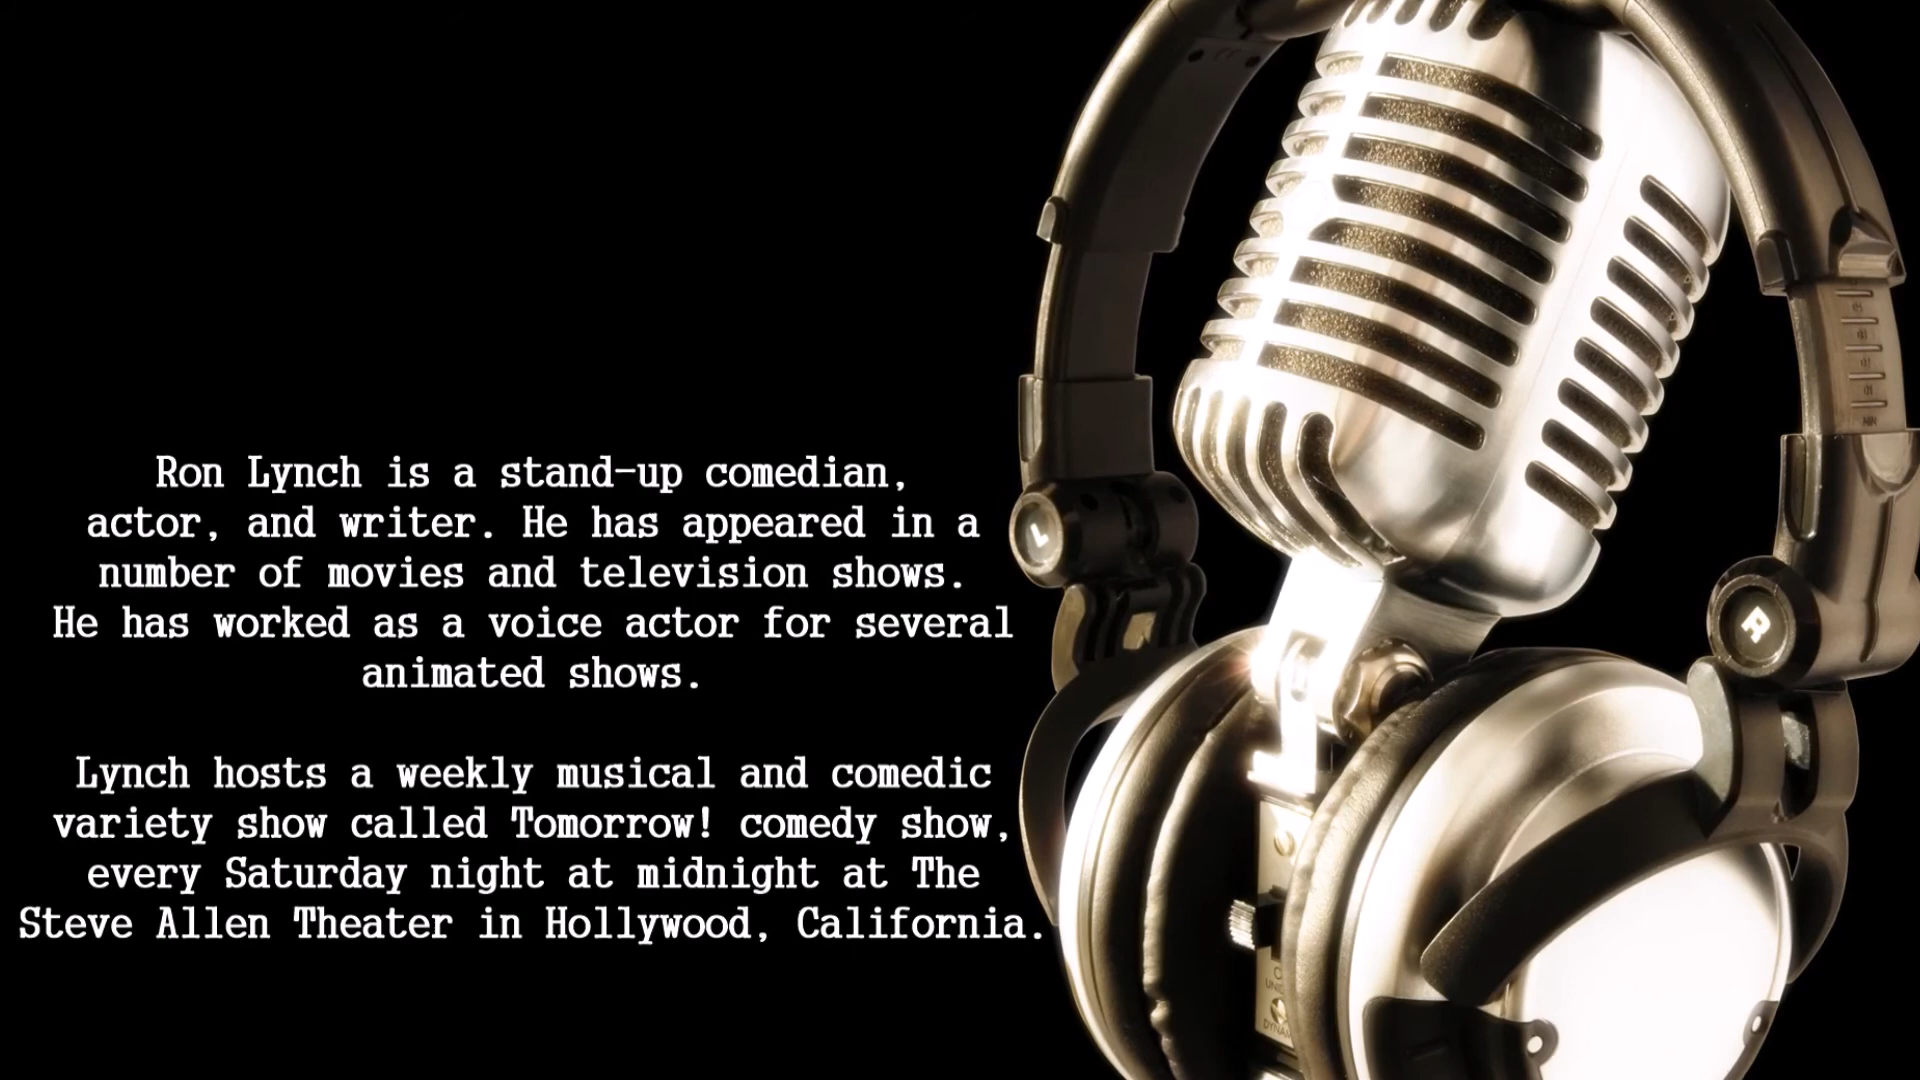 Ron Lynch is a stand-up comedian,
actor, and writer. He has appeared in a
number of movies and television shows.
He has worked as a voice actor for several
animated shows.
Lynch hosts a weekly musical and comedic
variety show called Tomorrow! comedy show,
every Saturday night at midnight at The
Steve Allen Theater in Hollywood, California.
L
R